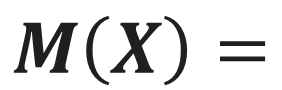 M(X) =